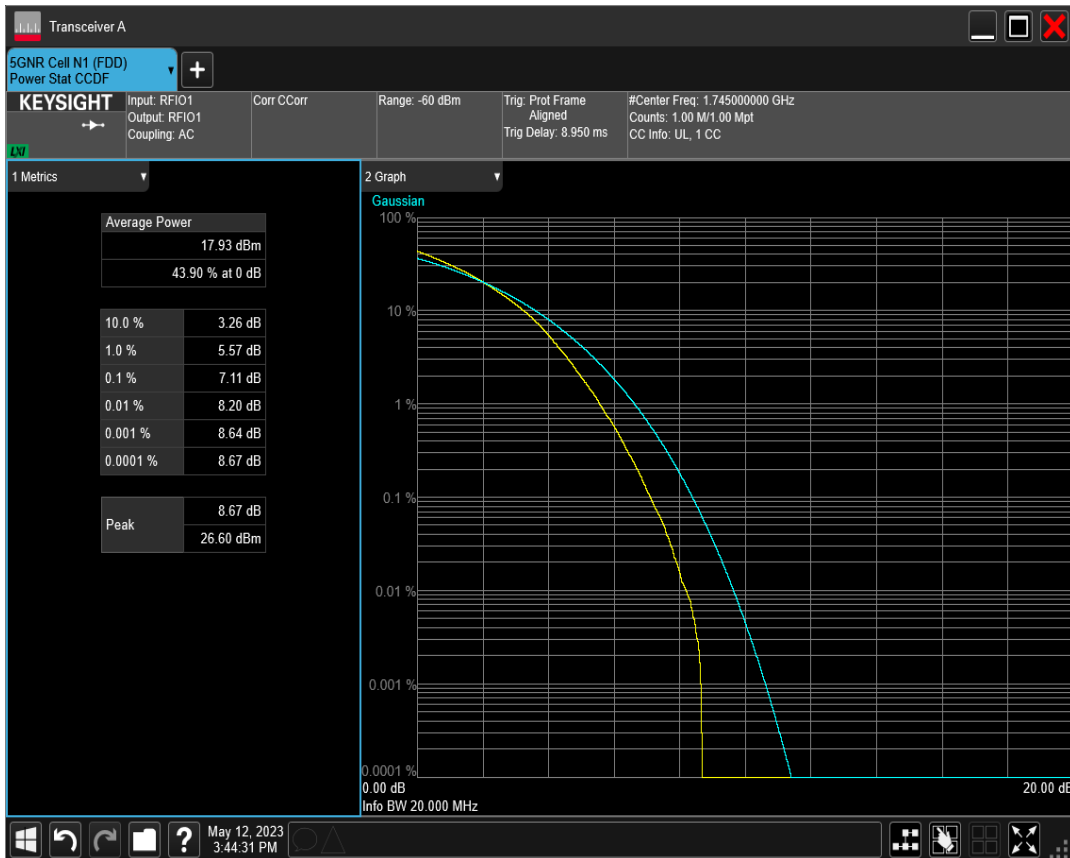 Transceiver A
5GNR Cell N1 (FDD)
Power Stat CCDF
+
KEYSIGHT
LXI
Input: RFIO1
Output: RFIO1
Coupling: AC
Corr CCorr
Range: -60 dBm
Trig: Prot Frame
Aligned
Trig Delay: 8.950 ms
#Center Freq: 1.745000000 GHz
Counts: 1.00 M/1.00 Mpt
CC Info: UL, 1 CC
1 Metrics
Average Power
17.93 dBm
43.90 % at 0 dB
10.0 % 3.26 dB
1.0 % 5.57 dB
0.1 % 7.11 dB
0.01 % 8.20 dB
0.001 % 8.64 dB
0.0001 % 8.67 dB
Peak
8.67 dB
26.60 dBm
2 Graph
Gaussian
100 %
10 %
1 %
0.1 %
0.01 %
0.001 %
0.0001 %
0.00 dB 20.00 dB
Info BW 20.000 MHz
?
May 12, 2023
3:44:31 PM